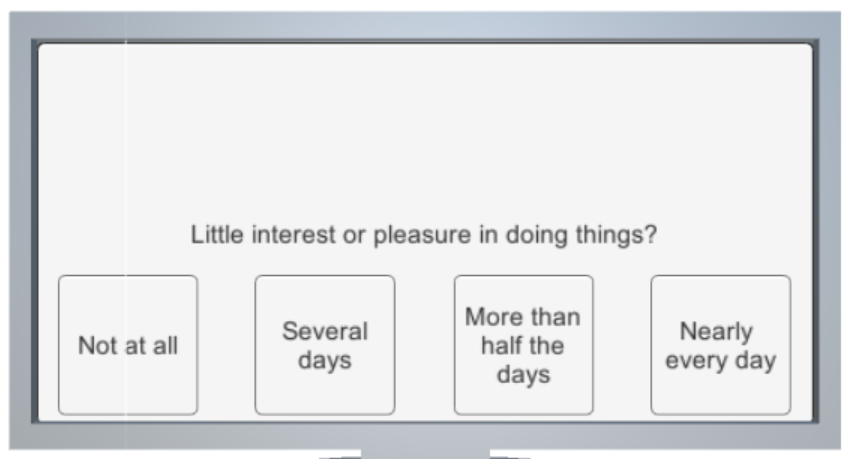 Little interest or pleasure in doing things?
Not at all
Several
days
More than
half the
days
Nearly
every day